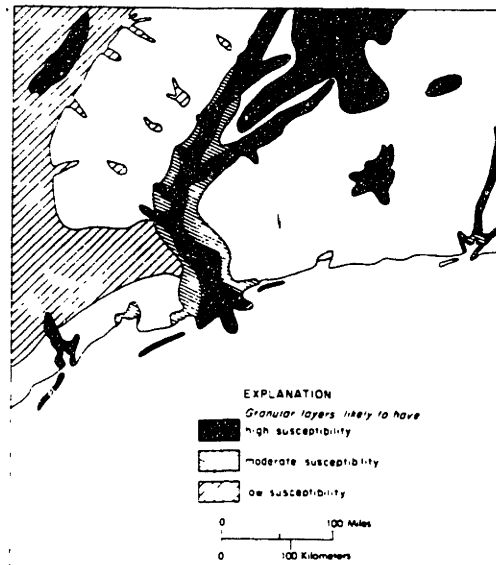 EXPLANATION
Granular layers likely to have
high susceptibility
moderate susceptibility
low susceptibility
0 100 Miles
0 100 Kilometers